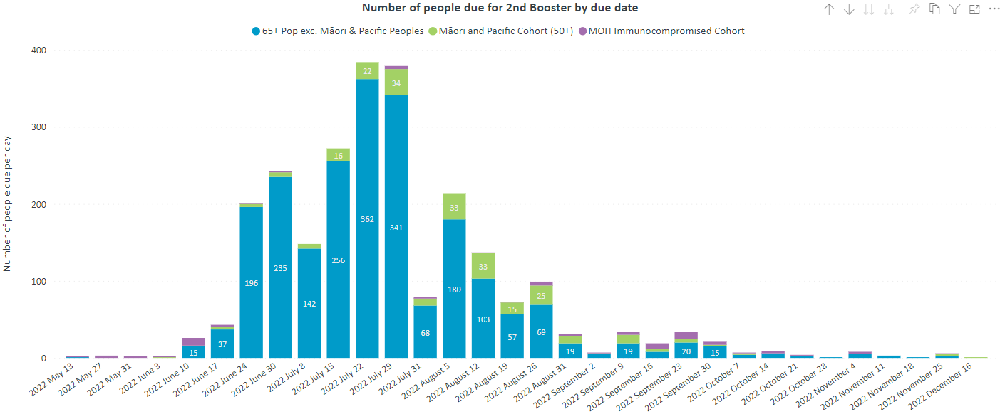 Number of people due for 2nd Booster by due date
65+ Pop exc. Māori & Pacific Peoples Māori and Pacific Cohort (50+) MOH Immunocompromised Cohort
Number of people due per day
400
300
200
100
0
15
37
196
235
142
256
16
362
22
341
34
68
180
33
103
33
57
15
69
25
19
19
20
15
2022 May 13
2022 May 27
2022 May 31
2022 June 3
2022 June 10
2022 June 17
2022 June 24
2022 June 30
2022 July 8
2022 July 15
2022 July 22
2022 July 29
2022 July 31
2022 August 5
2022 August 12
2022 August 19
2022 August 26
2022 August 31
2022 September 2
2022 September 9
2022 September 16
2022 September 23
2022 September 30
2022 October 7
2022 October 14
2022 October 21
2022 October 28
2022 November 4
2022 November 11
2022 November 18
2022 November 25
2022 December 16